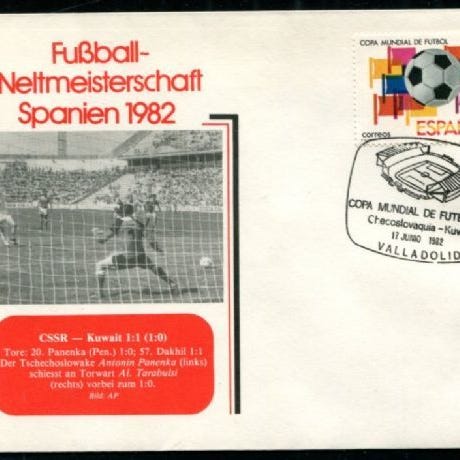 Fußball-
Weltmeisterschaft
Spanien 1982
CSSR — Kuwait 1:1 (1:0)
Tore: 20. Panenka (Pen.) 1:0; 57. Dakhil 1:1
Der Tschechoslowake Antonin Panenka (links)
schiesst an Torwart Al. Tarabulsi
(rechts) vorbei zum 1:0.
Bild: AP
COPA MUNDIAL DE FUTBOL
correos
ESPAÑ
COPA MUNDIAL DE FUTB
Checoslovaquia - Kuw
17 JUNIO 1982
VALLADOLID